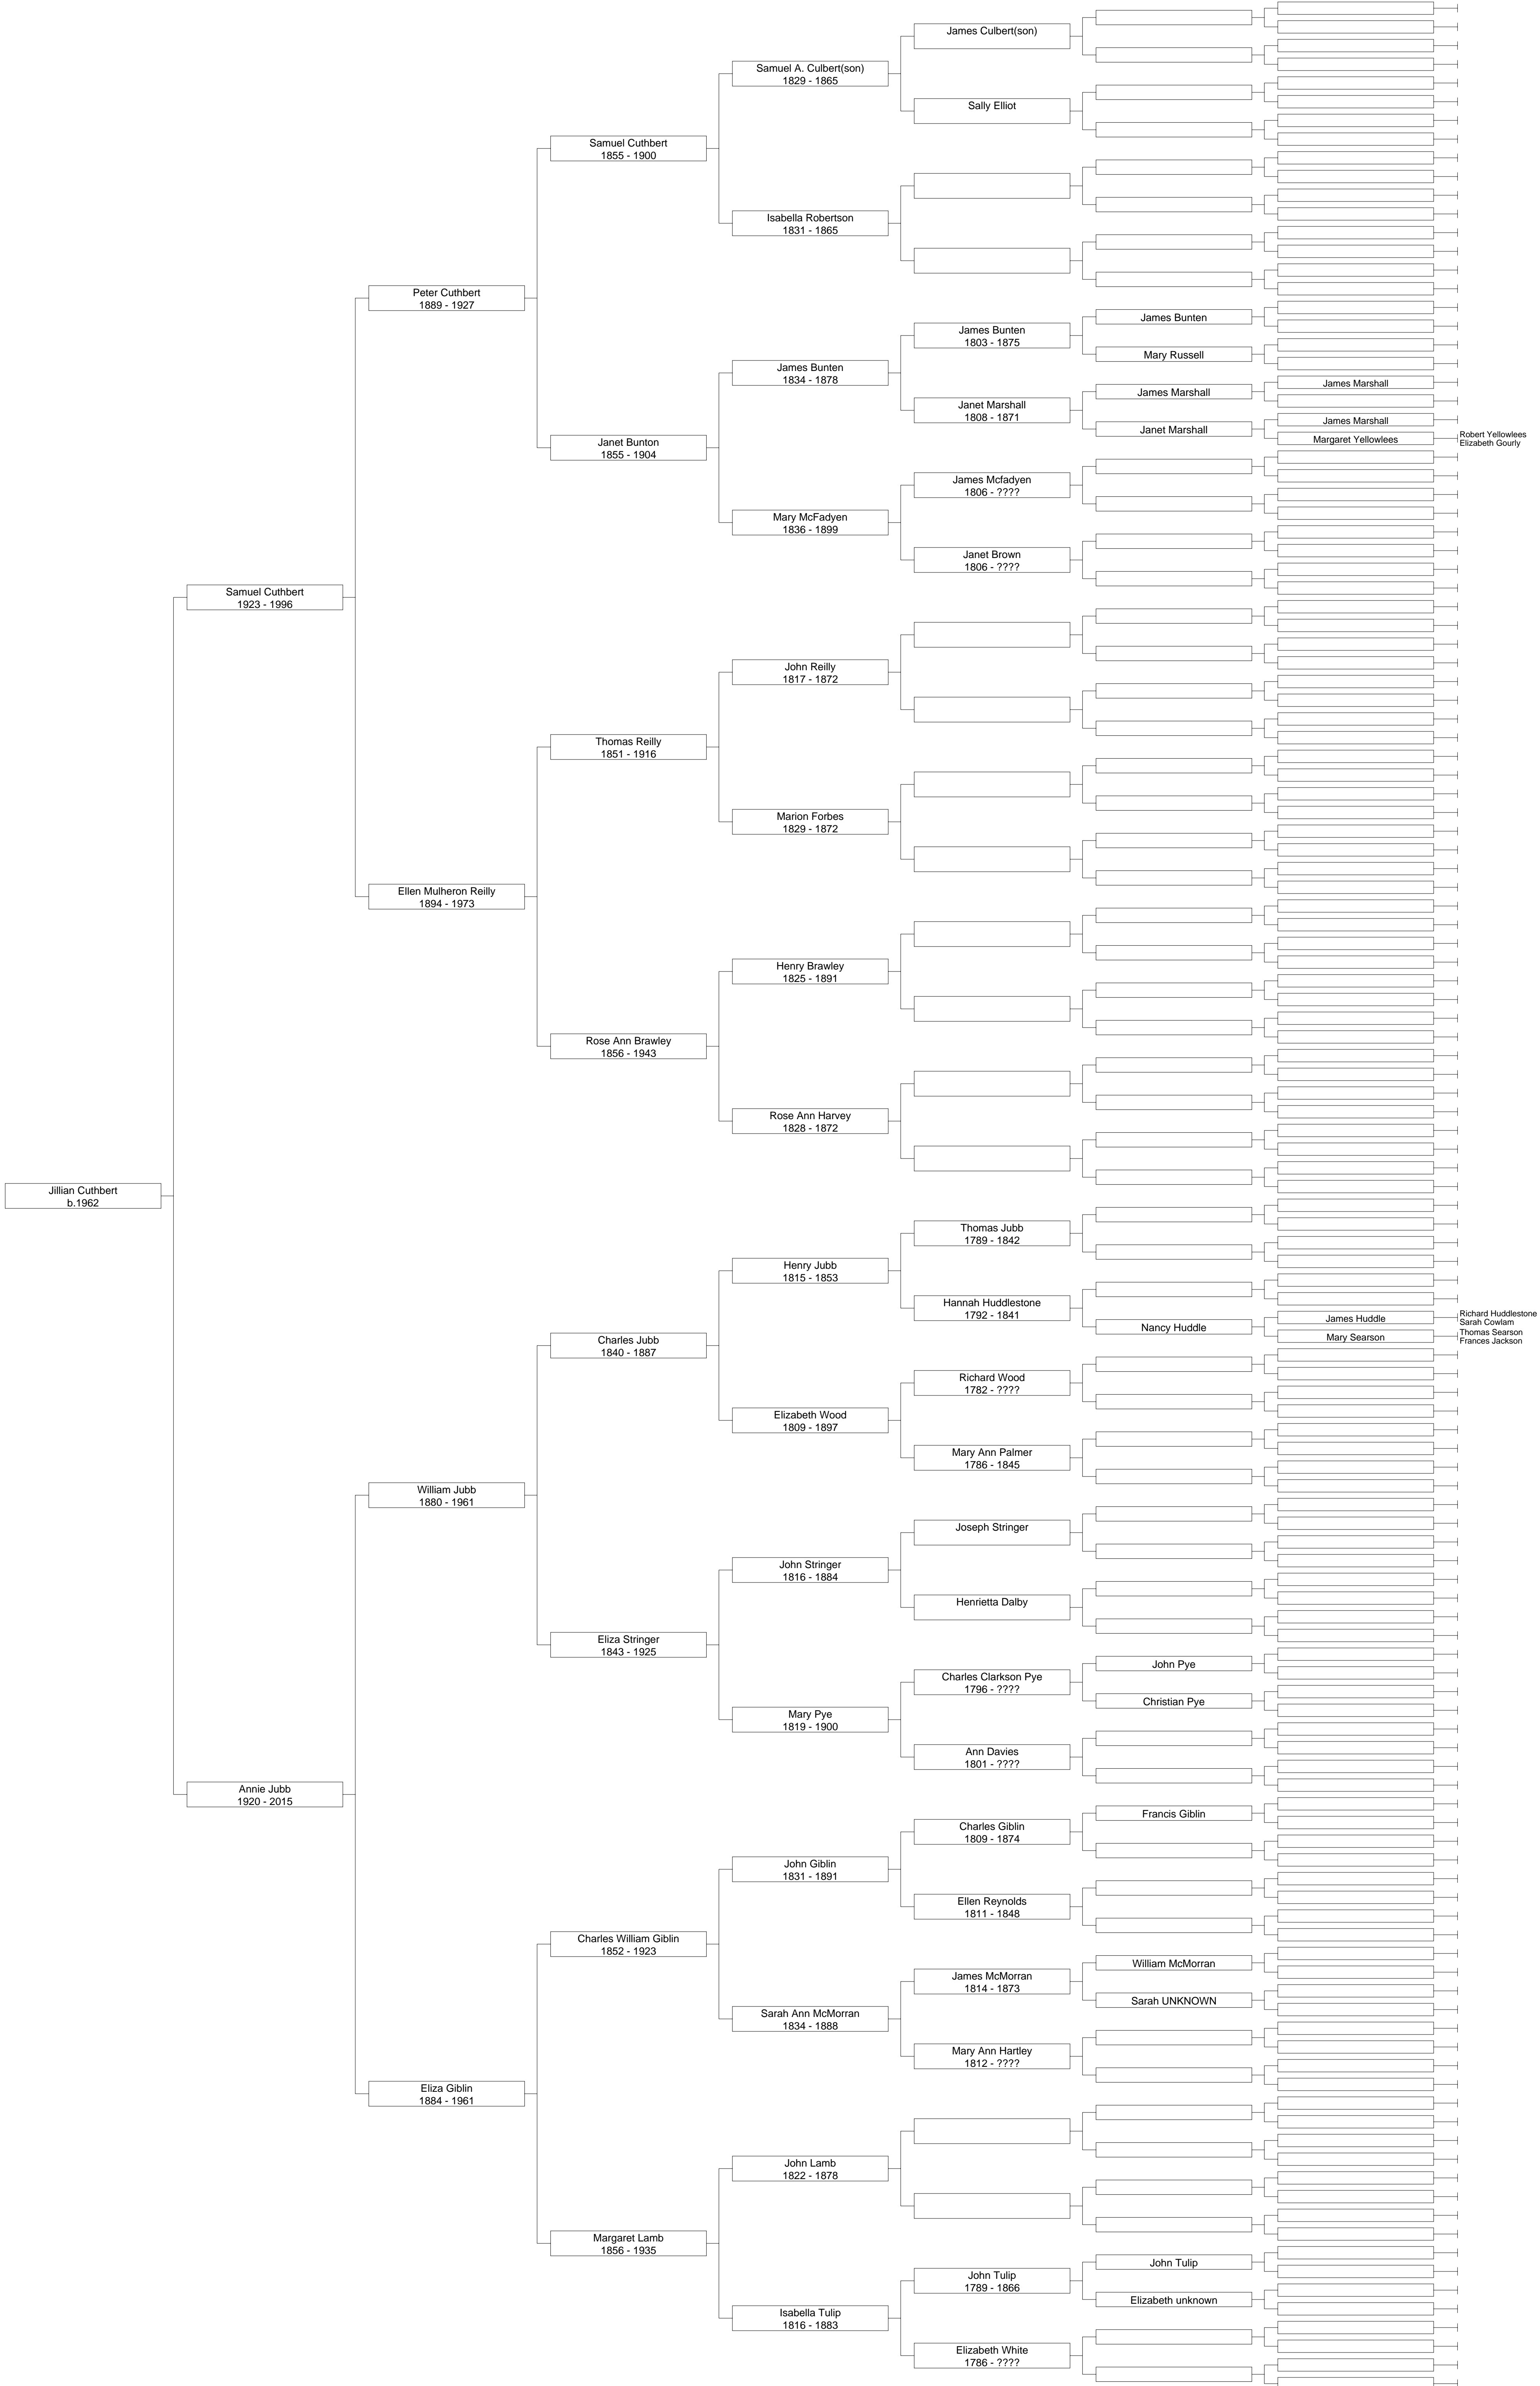 Jillian Cuthbert
b.1962
Samuel Cuthbert
1923 - 1996
Annie Jubb
1920 - 2015
Peter Cuthbert
1889 - 1927
Ellen Mulheron Reilly
1894 - 1973
William Jubb
1880 - 1961
Eliza Giblin
1884 - 1961
Samuel Cuthbert
1855 - 1900
Janet Bunton
1855 - 1904
Thomas Reilly
1851 - 1916
Rose Ann Brawley
1856 - 1943
Charles Jubb
1840 - 1887
Eliza Stringer
1843 - 1925
Charles William Giblin
1852 - 1923
Margaret Lamb
1856 - 1935
Samuel A. Culbert(son)
1829 - 1865
Isabella Robertson
1831 - 1865
James Bunten
1834 - 1878
Mary McFadyen
1836 - 1899
John Reilly
1817 - 1872
Marion Forbes
1829 - 1872
Henry Brawley
1825 - 1891
Rose Ann Harvey
1828 - 1872
Henry Jubb
1815 - 1853
Elizabeth Wood
1809 - 1897
John Stringer
1816 - 1884
Mary Pye
1819 - 1900
John Giblin
1831 - 1891
Sarah Ann McMorran
1834 - 1888
John Lamb
1822 - 1878
Isabella Tulip
1816 - 1883
James Culbert(son)
Sally Elliot
James Bunten
1803 - 1875
Janet Marshall
1808 - 1871
James Mcfadyen
1806 - ????
Janet Brown
1806 - ????
Thomas Jubb
1789 - 1842
Hannah Huddlestone
1792 - 1841
Richard Wood
1782 - ????
Mary Ann Palmer
1786 - 1845
Joseph Stringer
Henrietta Dalby
Charles Clarkson Pye
1796 - ????
Ann Davies
1801 - ????
Charles Giblin
1809 - 1874
Ellen Reynolds
1811 - 1848
James McMorran
1814 - 1873
Mary Ann Hartley
1812 - ????
John Tulip
1789 - 1866
Elizabeth White
1786 - ????
James Bunten
Mary Russell
James Marshall
Janet Marshall
Nancy Huddle
John Pye
Christian Pye
Francis Giblin
William McMorran
Sarah UNKNOWN
John Tulip
Elizabeth unknown
James Marshall
James Marshall
Margaret Yellowlees
James Huddle
Mary Searson
Robert Yellowlees
Elizabeth Gourly
Richard Huddlestone
Sarah Cowlam
Thomas Searson
Frances Jackson